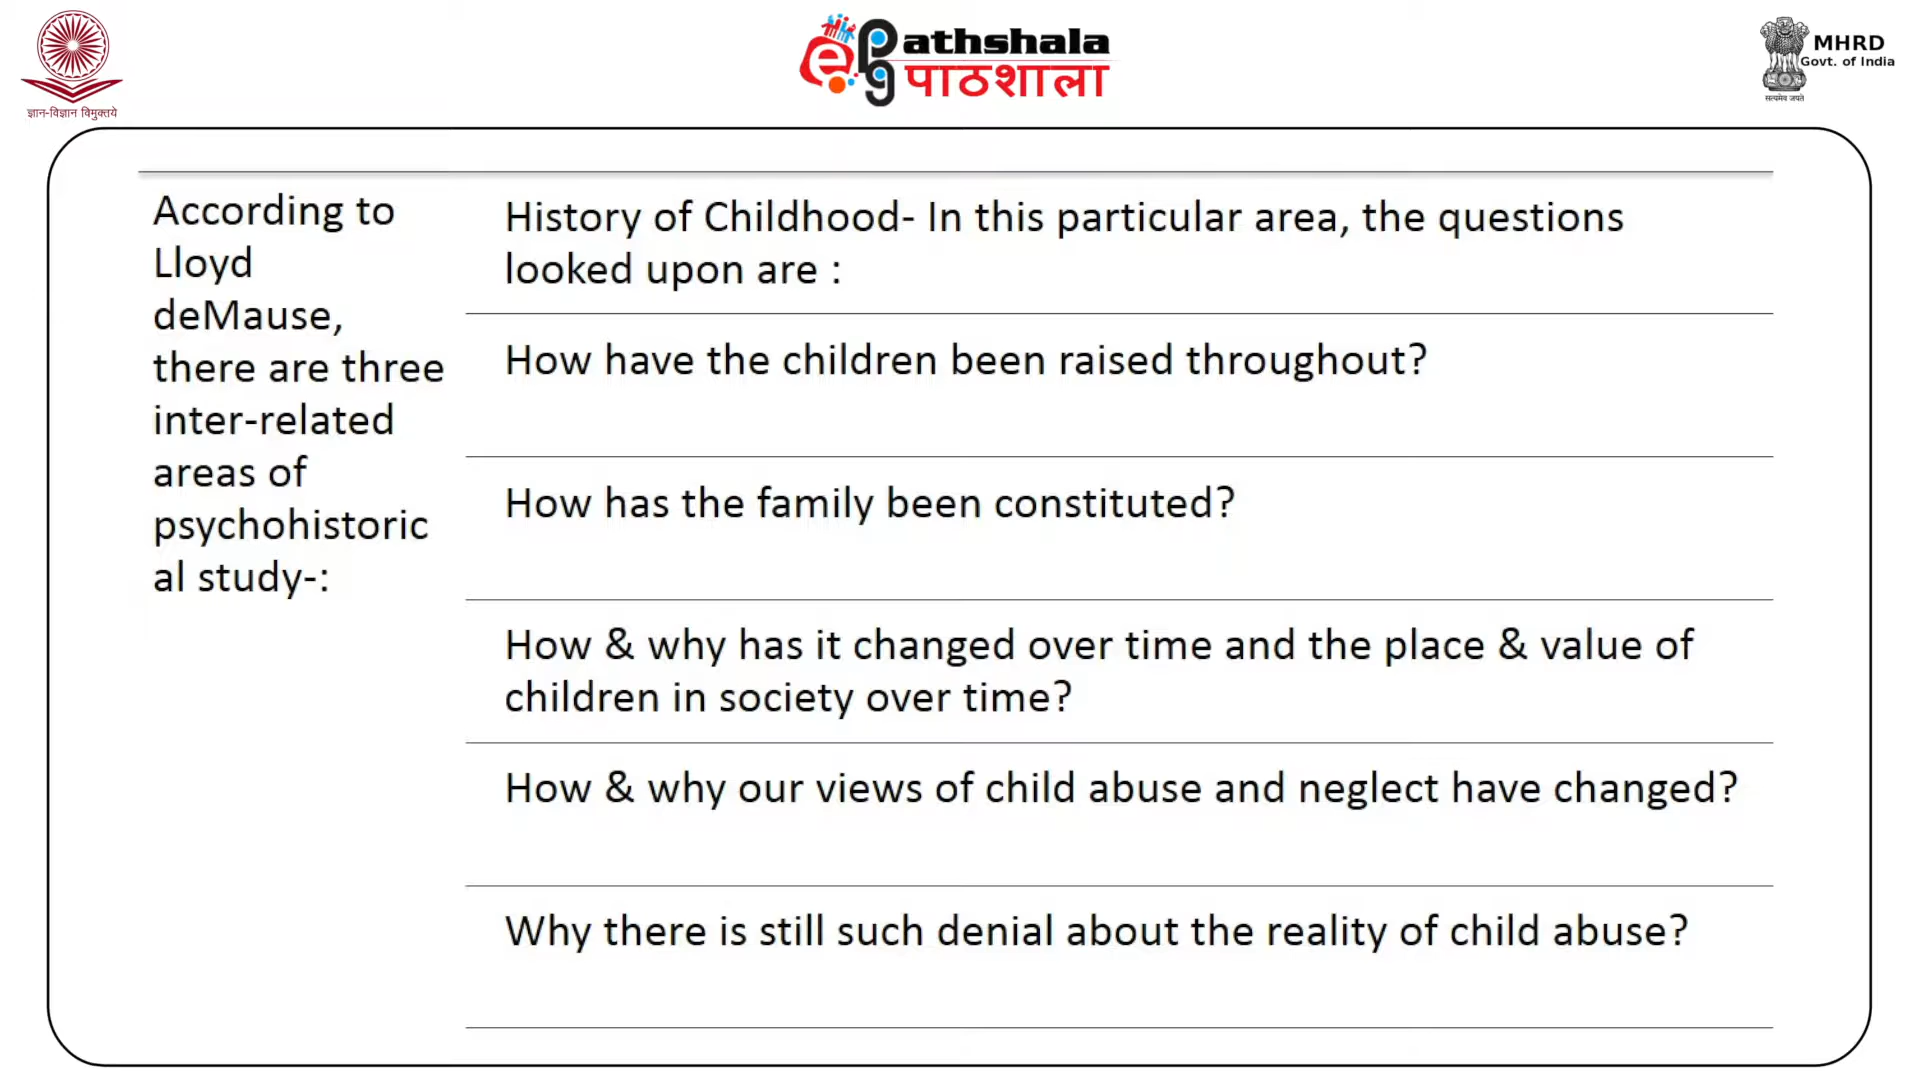 ज्ञान-विज्ञान विमुक्तये
e
pg
athshala
पाठशाला
MHRD
Govt. of India
सत्यमेव जयते
According to
Lloyd
deMause,
there are three
inter-related
areas of
psychohistoric
al study-:
History of Childhood- In this particular area, the questions
looked upon are :
How have the children been raised throughout?
How has the family been constituted?
How & why has it changed over time and the place & value of
children in society over time?
How & why our views of child abuse and neglect have changed?
Why there is still such denial about the reality of child abuse?